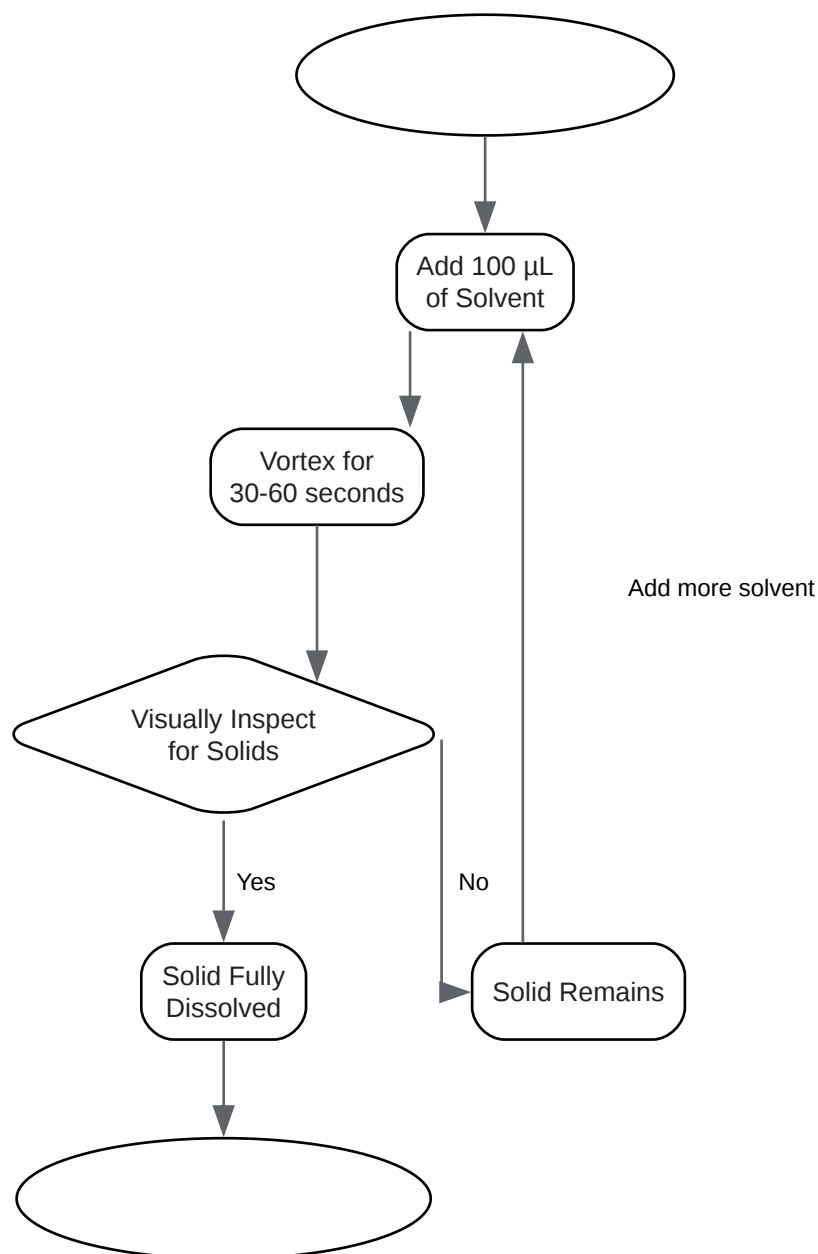 Add 100 µL
of Solvent
Vortex for
30-60 seconds
Add more solvent
Visually Inspect
for Solids
Yes
No
Solid Fully
Dissolved
Solid Remains